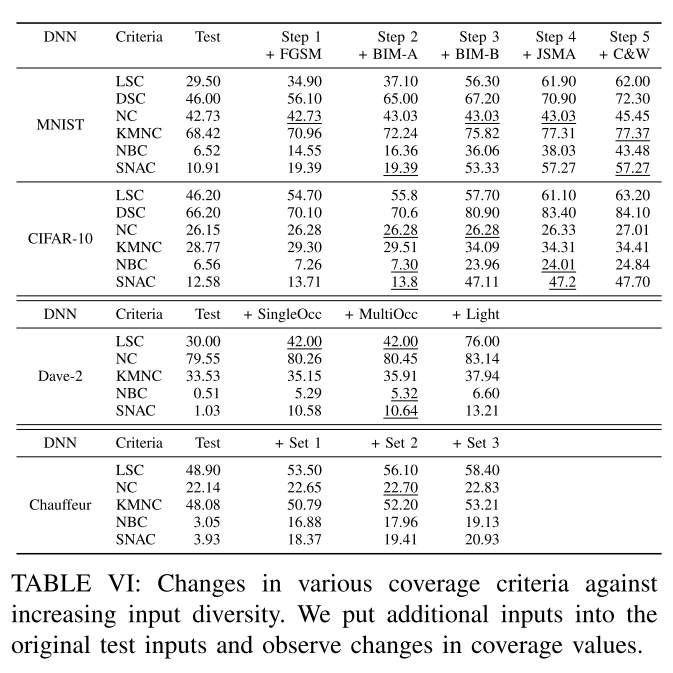 DNN Criteria Test Step 1 Step 2 Step 3 Step 4 Step 5
+ FGSM + BIM-A + BIM-B + JSMA + C&W
LSC 29.50 34.90 37.10 56.30 61.90 62.00
DSC 46.00 56.10 65.00 67.20 70.90 72.30
NC 42.73 42.73 43.03 43.03 43.03 45.45
MNIST
KMNC 68.42 70.96 72.24 75.82 77.31 77.37
NBC 6.52 14.55 16.36 36.06 38.03 43.48
SNAC 10.91 19.39 19.39 53.33 57.27 57.27
LSC 46.20 54.70 55.8 57.70 61.10 63.20
DSC 66.20 70.10 70.6 80.90 83.40 84.10
NC 26.15 26.28 26.28 26.28 26.33 27.01
CIFAR-10
KMNC 28.77 29.30 29.51 34.09 34.31 34.41
NBC 6.56 7.26 7.30 23.96 24.01 24.84
SNAC 12.58 13.71 13.8 47.11 47.2 47.70
DNN Criteria Test + SingleOcc + MultiOcc + Light
LSC 30.00 42.00 42.00 76.00
NC 79.55 80.26 80.45 83.14
Dave-2 KMNC 33.53 35.15 35.91 37.94
NBC 0.51 5.29 5.32 6.60
SNAC 1.03 10.58 10.64 13.21
DNN Criteria Test + Set 1 + Set 2 + Set 3
LSC 48.90 53.50 56.10 58.40
NC 22.14 22.65 22.70 22.83
Chauffeur KMNC 48.08 50.79 52.20 53.21
NBC 3.05 16.88 17.96 19.13
SNAC 3.93 18.37 19.41 20.93
TABLE VI: Changes in various coverage criteria against
increasing input diversity. We put additional inputs into the
original test inputs and observe changes in coverage values.